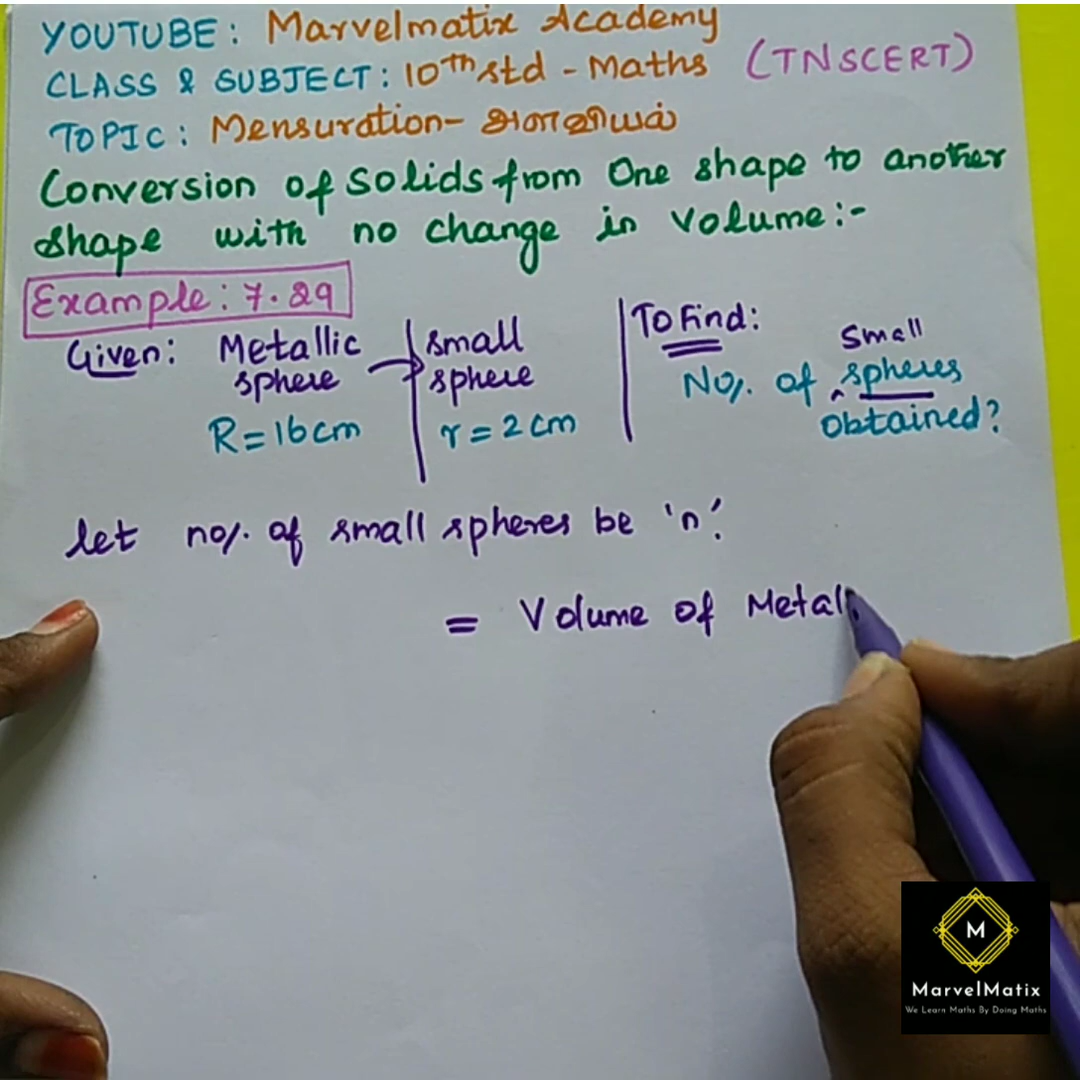 YOUTUBE: Marvelmatix Academy
CLASS & SUBJECT: 10th std - Maths (TNSCERT)
TOPIC: Mensuration- அளவியல்
Conversion of solids from One shape to another
shape with no change in volume:-
Example: 7.29
Given: Metallic sphere → small sphere
R=16cm r=2cm
To Find:
No/. of small spheres
obtained?
let no/. of small spheres be 'n'.
= Volume of Metal
M
MarvelMatix
We Learn Maths By Doing Maths